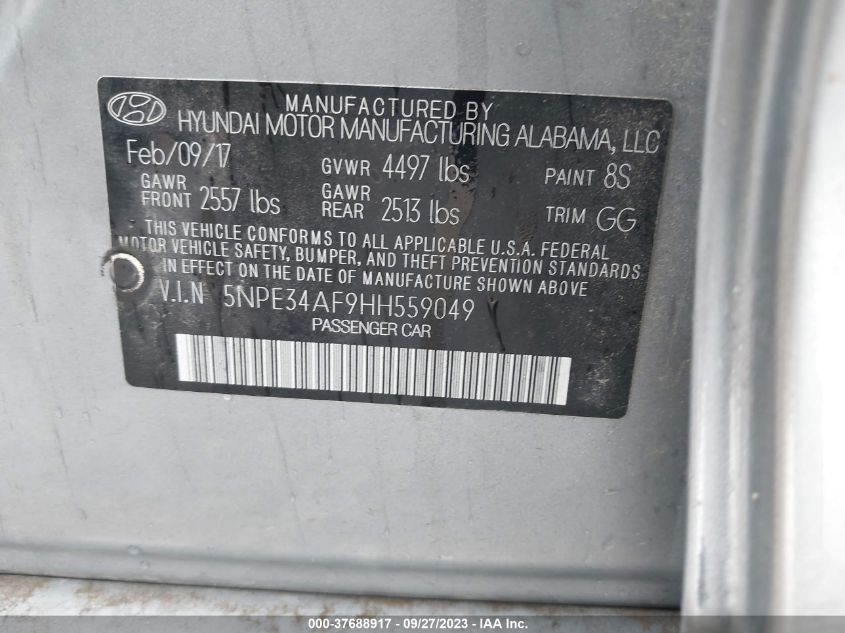 MANUFACTURED BY
HYUNDAI MOTOR MANUFACTURING ALABAMA, LLC
Feb/09/17 GVWR 4497 lbs PAINT 8S
GAWR FRONT 2557 lbs GAWR REAR 2513 lbs TRIM GG
THIS VEHICLE CONFORMS TO ALL APPLICABLE U.S.A. FEDERAL
MOTOR VEHICLE SAFETY, BUMPER, AND THEFT PREVENTION STANDARDS
IN EFFECT ON THE DATE OF MANUFACTURE SHOWN ABOVE
V.I.N 5NPE34AF9HH559049
PASSENGER CAR
000-37688917 - 09/27/2023 - IAA Inc.